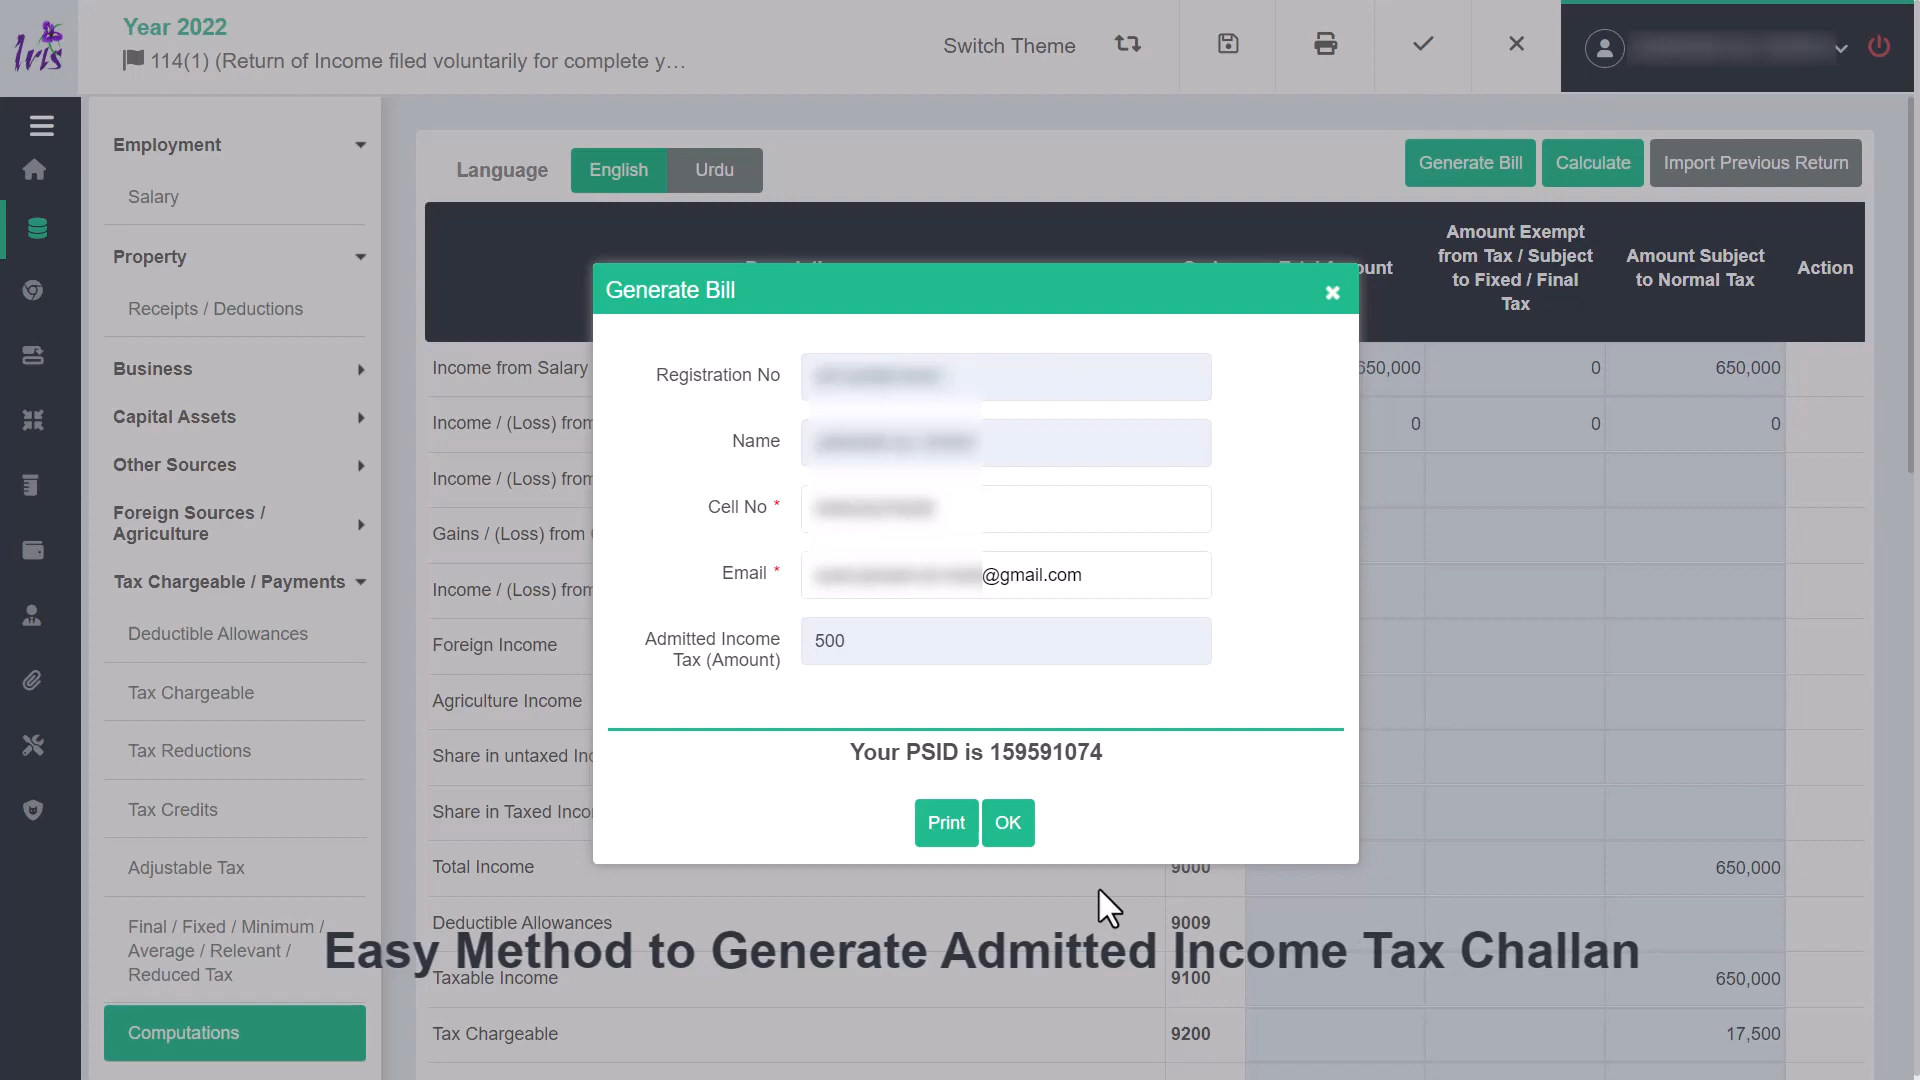 Iris
Year 2022
114(1) (Return of Income filed voluntarily for complete y...
Switch Theme
Employment
Salary
Property
Receipts / Deductions
Business
Capital Assets
Other Sources
Foreign Sources /
Agriculture
Tax Chargeable / Payments
Deductible Allowances
Tax Chargeable
Tax Reductions
Tax Credits
Adjustable Tax
Final / Fixed / Minimum /
Average / Relevant /
Reduced Tax
Computations
Language
English
Urdu
Generate Bill
Calculate
Import Previous Return
Amount Exempt
from Tax / Subject
to Fixed / Final
Tax
Amount Subject
to Normal Tax
Action
Generate Bill
Registration No
Name
Cell No *
Email *
@gmail.com
Admitted Income
Tax (Amount)
500
Your PSID is 159591074
Print
OK
Income from Salary 650,000 0 650,000
Income / (Loss) from 0 0 0
Income / (Loss) from
Gains / (Loss) from
Income / (Loss) from
Foreign Income
Agriculture Income
Share in untaxed
Share in Taxed
Total Income 9000 650,000
Deductible Allowances 9009
Easy Method to Generate Admitted Income Tax Challan
Taxable Income 9100 650,000
Tax Chargeable 9200 17,500